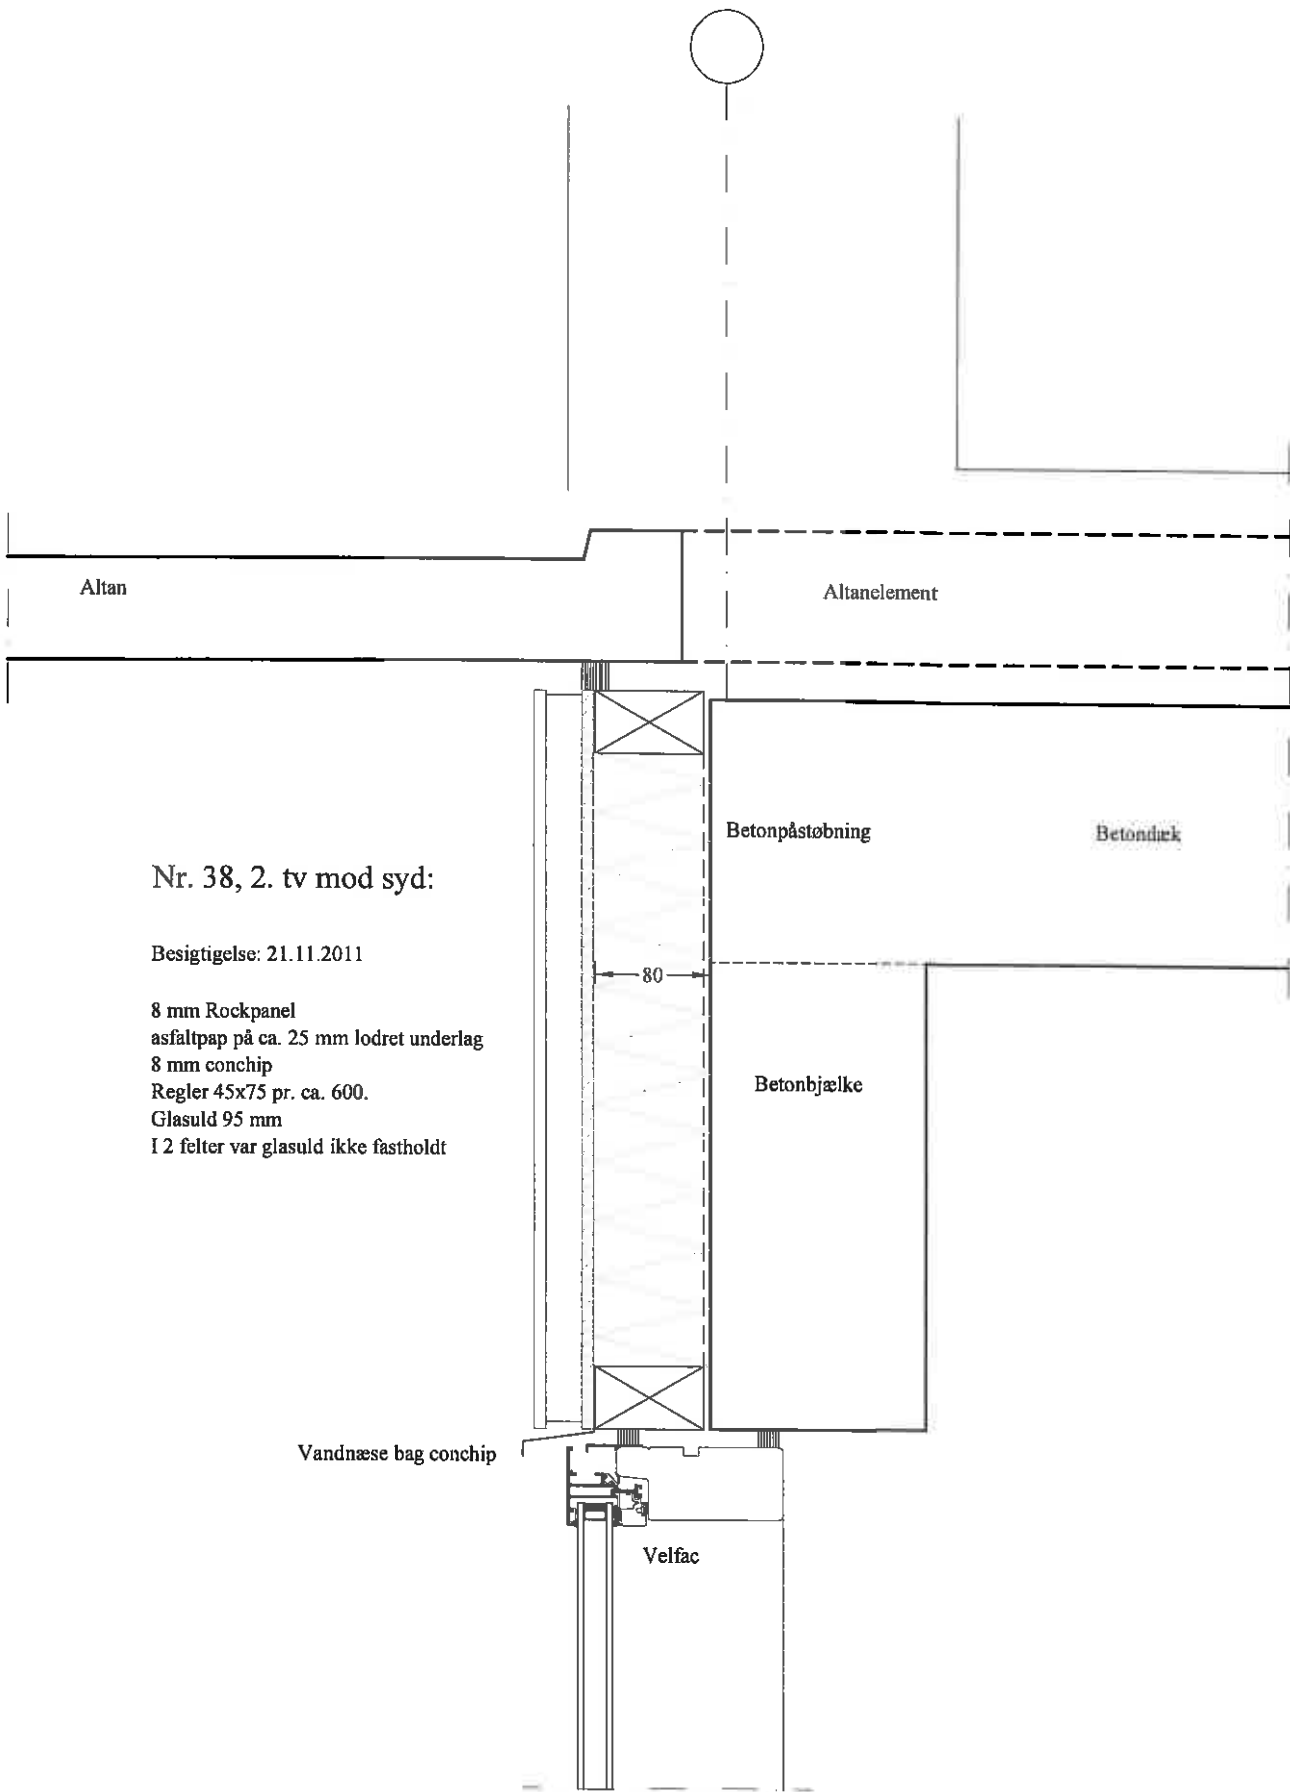 Altan
Altanelement
Betonpåstøbning
Betondæk
Nr. 38, 2. tv mod syd:
Besigtigelse: 21.11.2011
80
8 mm Rockpanel
asfaltpap på ca. 25 mm lodret underlag
8 mm conchip
Regler 45x75 pr. ca. 600.
Glasuld 95 mm
I 2 felter var glasuld ikke fastholdt
Betonbjælke
Vandnæse bag conchip
Velfac